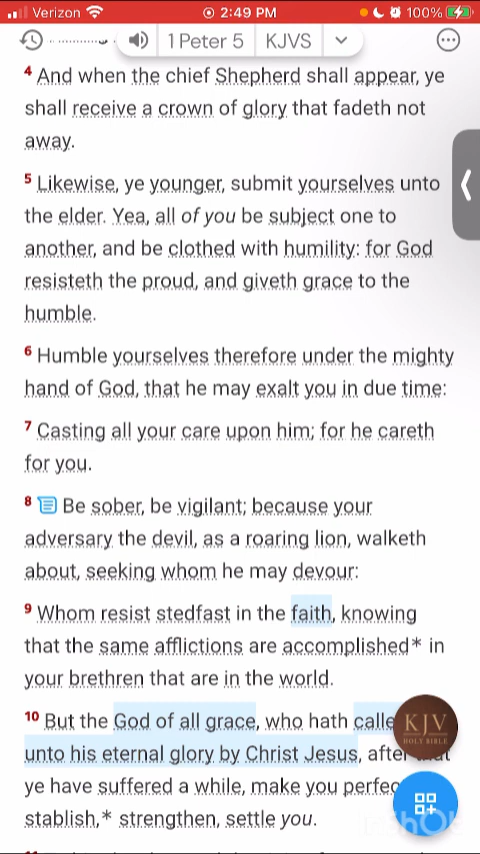 Verizon 2:49 PM 100%
1 Peter 5 KJVS
4 And when the chief Shepherd shall appear, ye
shall receive a crown of glory that fadeth not
away.
5 Likewise, ye younger, submit yourselves unto
the elder. Yea, all of you be subject one to
another, and be clothed with humility: for God
resisteth the proud, and giveth grace to the
humble.
6 Humble yourselves therefore under the mighty
hand of God, that he may exalt you in due time:
7 Casting all your care upon him; for he careth
for you.
8 Be sober, be vigilant; because your
adversary the devil, as a roaring lion, walketh
about, seeking whom he may devour:
9 Whom resist stedfast in the faith, knowing
that the same afflictions are accomplished* in
your brethren that are in the world.
10 But the God of all grace, who hath calle
KJV
HOLY BIBLE
unto his eternal glory by Christ Jesus, after
ye have suffered a while, make you perfec
stablish,* strengthen, settle you.